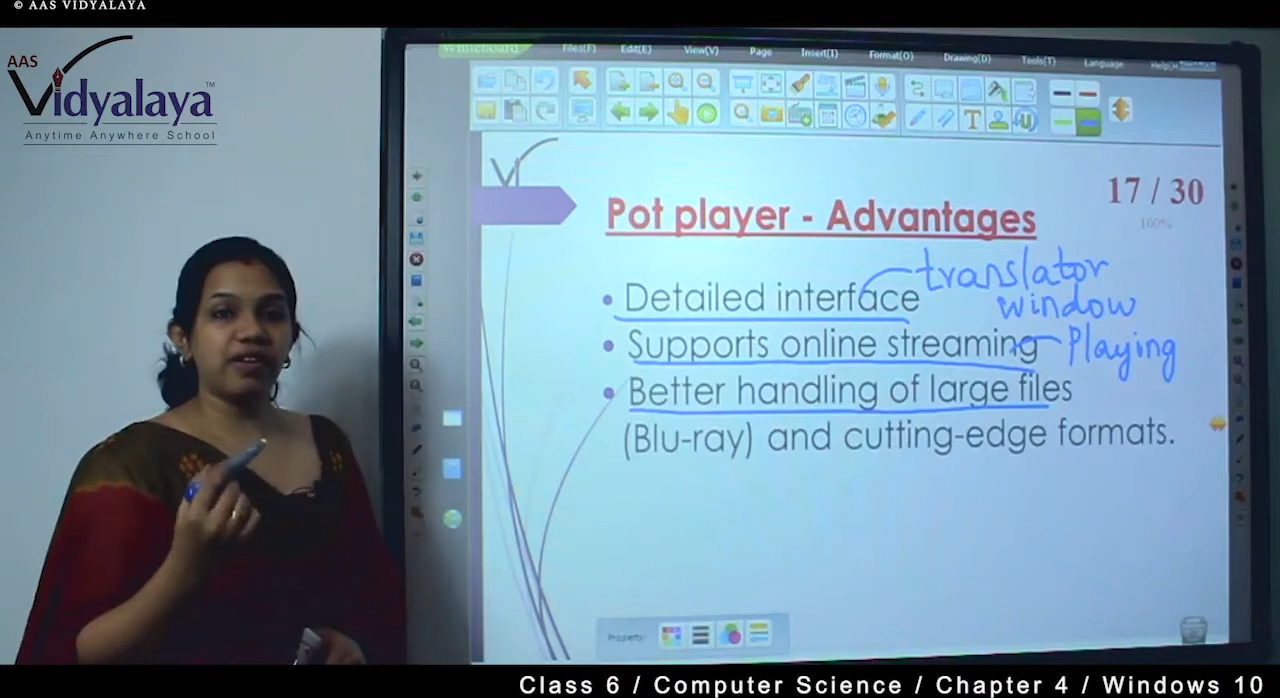 © AAS VIDYALAYA
AAS
Vidyalaya™
Anytime Anywhere School
Whiteboard Files(F) Edit(E) View(V) Page Insert(I) Format(O) Drawing(D) Tools(T) Language
17 / 30
100%
Pot player - Advantages
• Detailed interface
translator
window
• Supports online streaming
Playing
• Better handling of large files
(Blu-ray) and cutting-edge formats.
Property
Class 6 / Computer Science / Chapter 4 / Windows 10